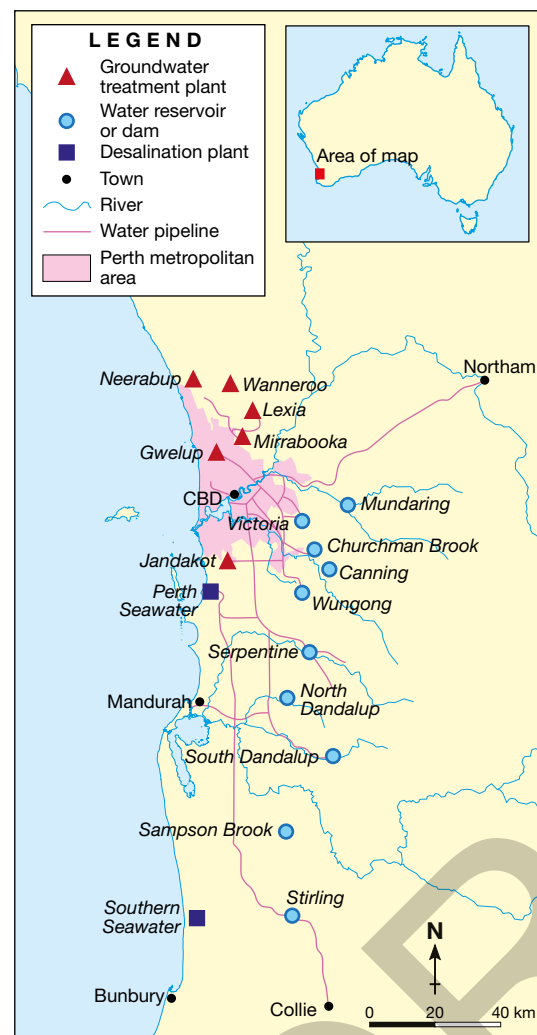 LEGEND
Groundwater
treatment plant
Water reservoir
or dam
Desalination plant
Town
River
Water pipeline
Perth metropolitan
area
Area of map
Northam
Neerabup
Wanneroo
Lexia
Mirrabooka
Gwelup
CBD
Mundaring
Victoria
Churchman Brook
Jandakot
Canning
Perth
Seawater
Wungong
Serpentine
Mandurah
North
Dandalup
South Dandalup
Sampson Brook
Southern
Seawater
Stirling
N
Bunbury
Collie
0 20 40 km